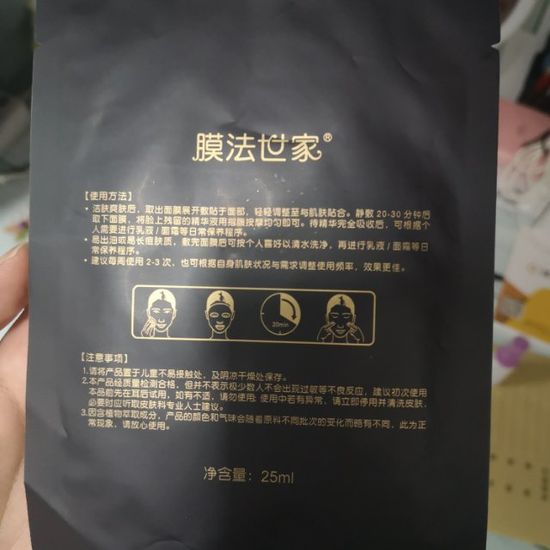 膜法世家®
【使用方法】
• 洁肤爽肤后，取出面膜展开敷贴于面部，轻轻调整至与肌肤贴合。静敷20-30分钟后
取下面膜，将脸上残留的精华液用指腹按摩均匀即可。待精华完全吸收后，可根据个
人需要进行乳液/面霜等日常保养程序。
• 易出油或易长痘肤质，敷完面膜后可按个人喜好以清水洗净，再进行乳液/面霜等日
常保养程序。
• 建议每周使用2-3次，也可根据自身肌肤状况与需求调整使用频率，效果更佳。
20min
【注意事项】
1.请将产品置于儿童不易接触处，及阴凉干燥处保存。
2.本产品经质量检测合格，但并不表示极少数人不会出现过敏等不良反应，建议初次使用
本品前先在耳后试用，如有不适，请勿使用；使用中若有异常，请立即停用并清洗皮肤，
必要时应听取皮肤科专业人士建议。
3.因含植物萃取成分，产品的颜色和气味会随着原料不同批次的变化而略有不同，此为正
常现象，请放心使用。
净含量：25ml